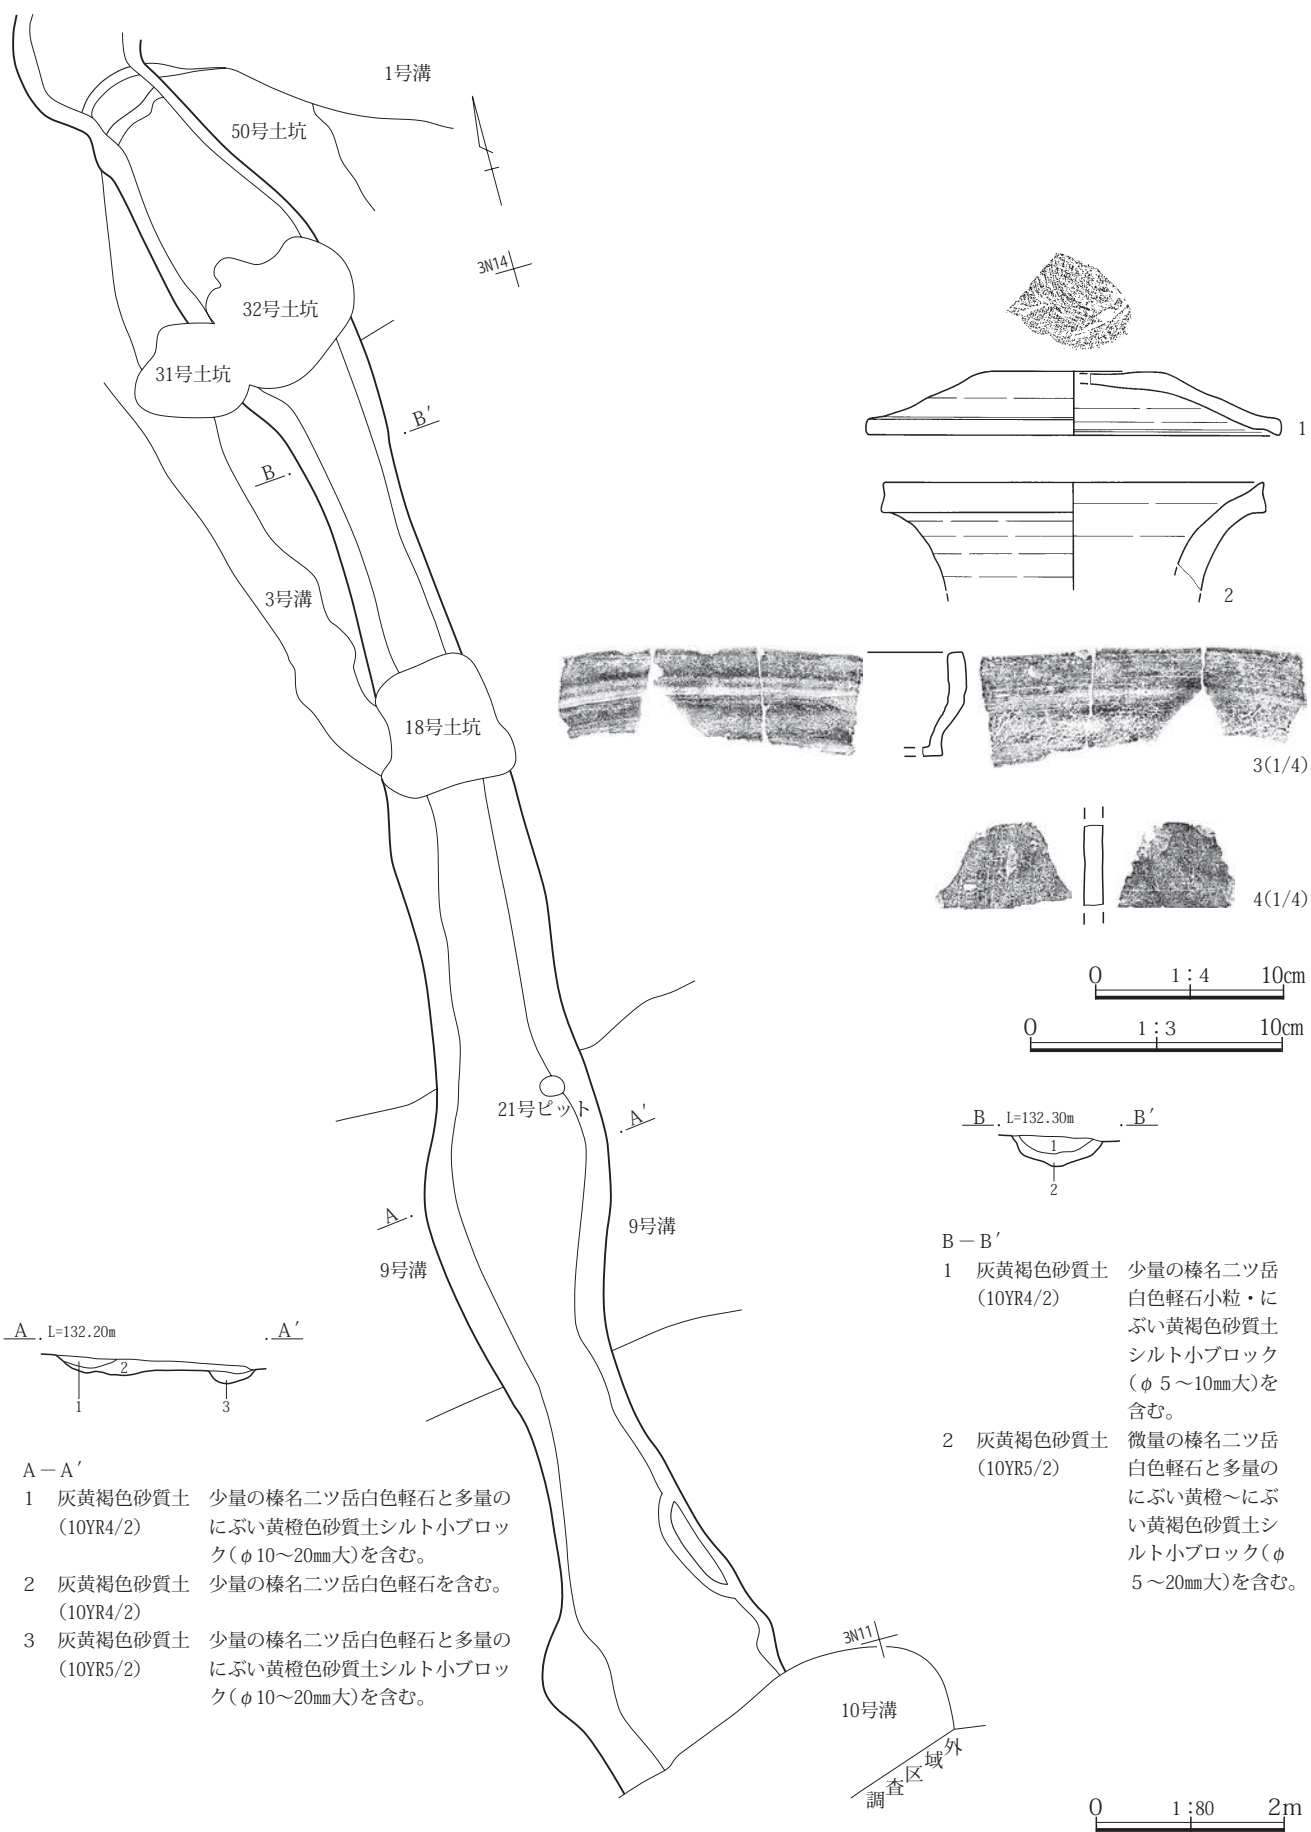 1号溝
50号土坑
3N14
32号土坑
31号土坑
B′
B
3号溝
18号土坑
1
2
3(1/4)
4(1/4)
0 1：4 10cm
0 1：3 10cm
21号ピット
A′
A
9号溝
9号溝
B L=132.30m B′
1
2
B－B′
1 灰黄褐色砂質土 少量の榛名二ツ岳
(10YR4/2) 白色軽石小粒・に
ぶい黄褐色砂質土
シルト小ブロック
(φ５～10㎜大)を
含む。
2 灰黄褐色砂質土 微量の榛名二ツ岳
(10YR5/2) 白色軽石と多量の
にぶい黄橙～にぶ
い黄褐色砂質土シ
ルト小ブロック(φ
５～20㎜大)を含む。
A L=132.20m A′
2
1 3
A－A′
1 灰黄褐色砂質土 少量の榛名二ツ岳白色軽石と多量の
(10YR4/2) にぶい黄橙色砂質土シルト小ブロッ
ク(φ10～20㎜大)を含む。
2 灰黄褐色砂質土 少量の榛名二ツ岳白色軽石を含む。
(10YR4/2)
3 灰黄褐色砂質土 少量の榛名二ツ岳白色軽石と多量の
(10YR5/2) にぶい黄橙色砂質土シルト小ブロッ
ク(φ10～20㎜大)を含む。
3N11
10号溝
調査区域外
0 1：80 2m